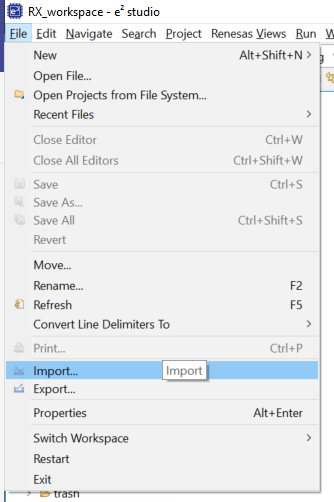 RX_workspace - e² studio
File Edit Navigate Search Project Renesas Views Run
New Alt+Shift+N >
Open File...
Open Projects from File System...
Recent Files >
Close Editor Ctrl+W
Close All Editors Ctrl+Shift+W
Save Ctrl+S
Save As...
Save All Ctrl+Shift+S
Revert
Move...
Rename... F2
Refresh F5
Convert Line Delimiters To >
Print... Ctrl+P
Import... Import
Export...
Properties Alt+Enter
Switch Workspace >
Restart
Exit
trash